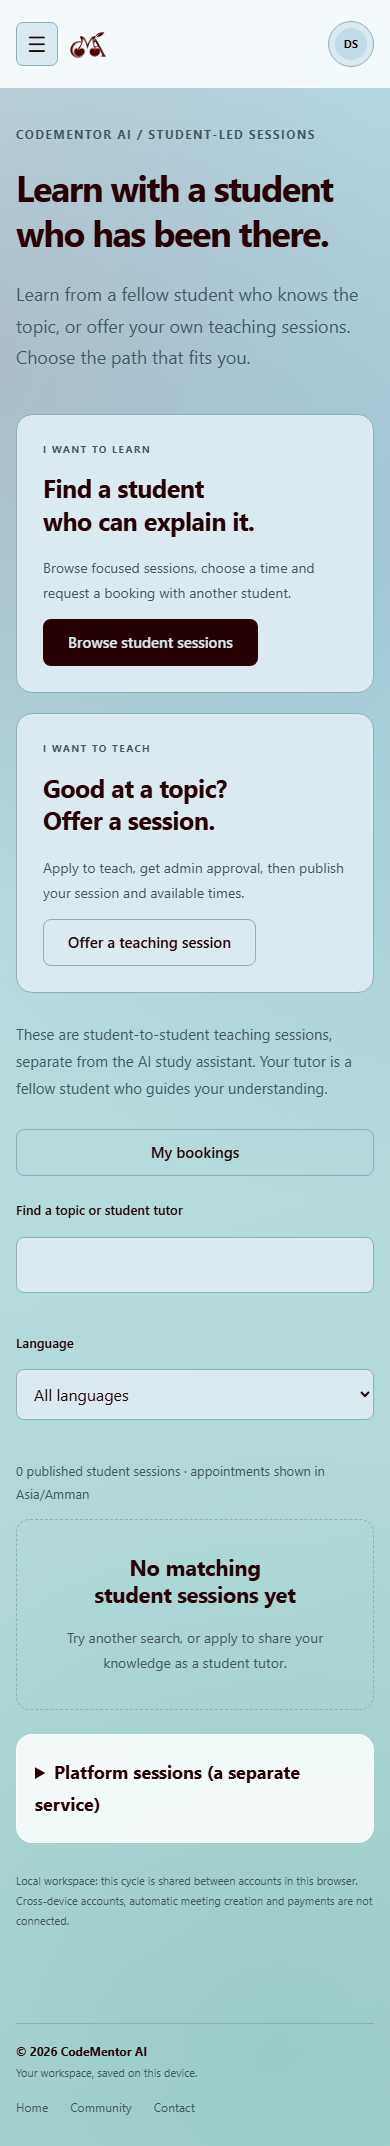 DS
CODEMENTOR AI / STUDENT-LED SESSIONS
Learn with a student
who has been there.
Learn from a fellow student who knows the
topic, or offer your own teaching sessions.
Choose the path that fits you.
I WANT TO LEARN
Find a student
who can explain it.
Browse focused sessions, choose a time and
request a booking with another student.
Browse student sessions
I WANT TO TEACH
Good at a topic?
Offer a session.
Apply to teach, get admin approval, then publish
your session and available times.
Offer a teaching session
These are student-to-student teaching sessions,
separate from the AI study assistant. Your tutor is a
fellow student who guides your understanding.
My bookings
Find a topic or student tutor
Language
All languages
0 published student sessions · appointments shown in
Asia/Amman
No matching
student sessions yet
Try another search, or apply to share your
knowledge as a student tutor.
Platform sessions (a separate
service)
Local workspace: this cycle is shared between accounts in this browser.
Cross-device accounts, automatic meeting creation and payments are not
connected.
© 2026 CodeMentor AI
Your workspace, saved on this device.
Home Community Contact